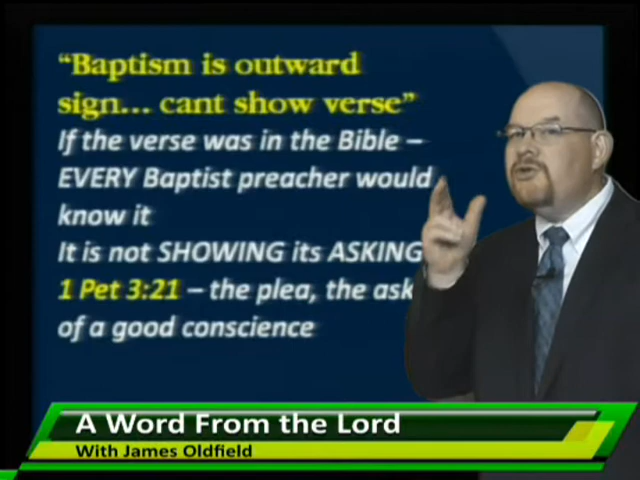 “Baptism is outward
sign... cant show verse”
If the verse was in the Bible –
EVERY Baptist preacher would
know it
It is not SHOWING its ASKING
1 Pet 3:21 – the plea, the ask
of a good conscience
A Word From the Lord
With James Oldfield